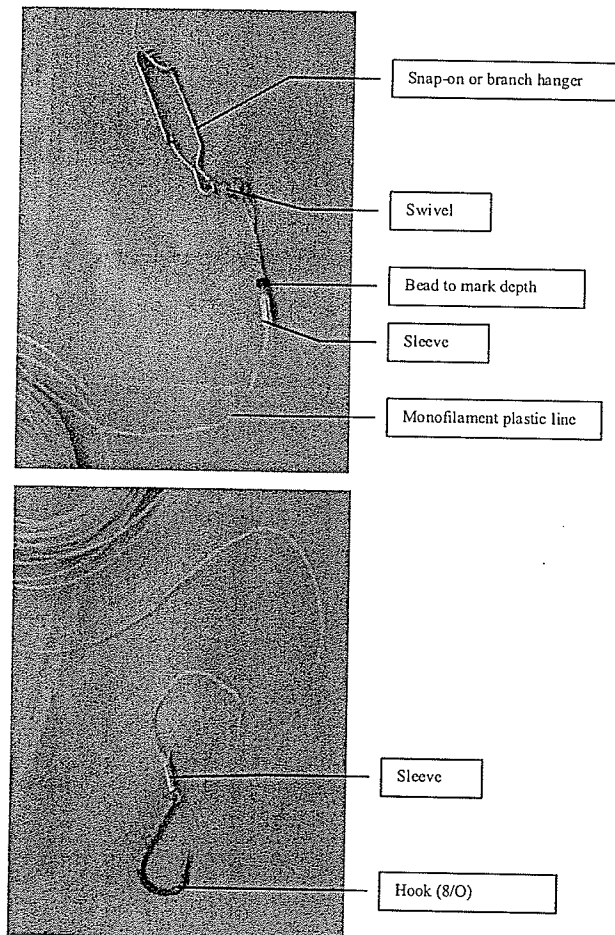 Snap-on or branch hanger
Swivel
Bead to mark depth
Sleeve
Monofilament plastic line
Sleeve
Hook (8/O)